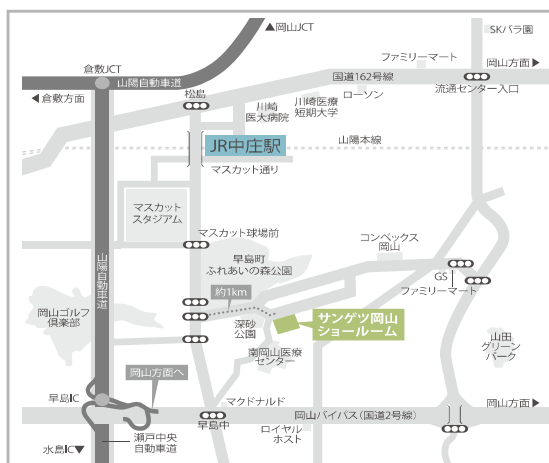 ▲岡山JCT
SKバラ園
倉敷JCT
ファミリーマート
岡山方面▶
山陽自動車道
国道162号線
◀倉敷方面
松島
ローソン
流通センター入口
川崎
医大病院
川崎医療
短期大学
JR中庄駅
山陽本線
マスカット通り
マスカット
スタジアム
マスカット球場前
コンベックス
岡山
早島町
ふれあいの森公園
山陽自動車道
約1km
GS
ファミリーマート
岡山ゴルフ
倶楽部
深砂
公園
サンゲツ岡山
ショールーム
南岡山医療
センター
山田
グリーン
パーク
岡山方面へ
早島IC
マクドナルド
岡山方面▶
岡山バイパス(国道2号線)
早島中
ロイヤル
ホスト
瀬戸中央
自動車道
水島IC▼